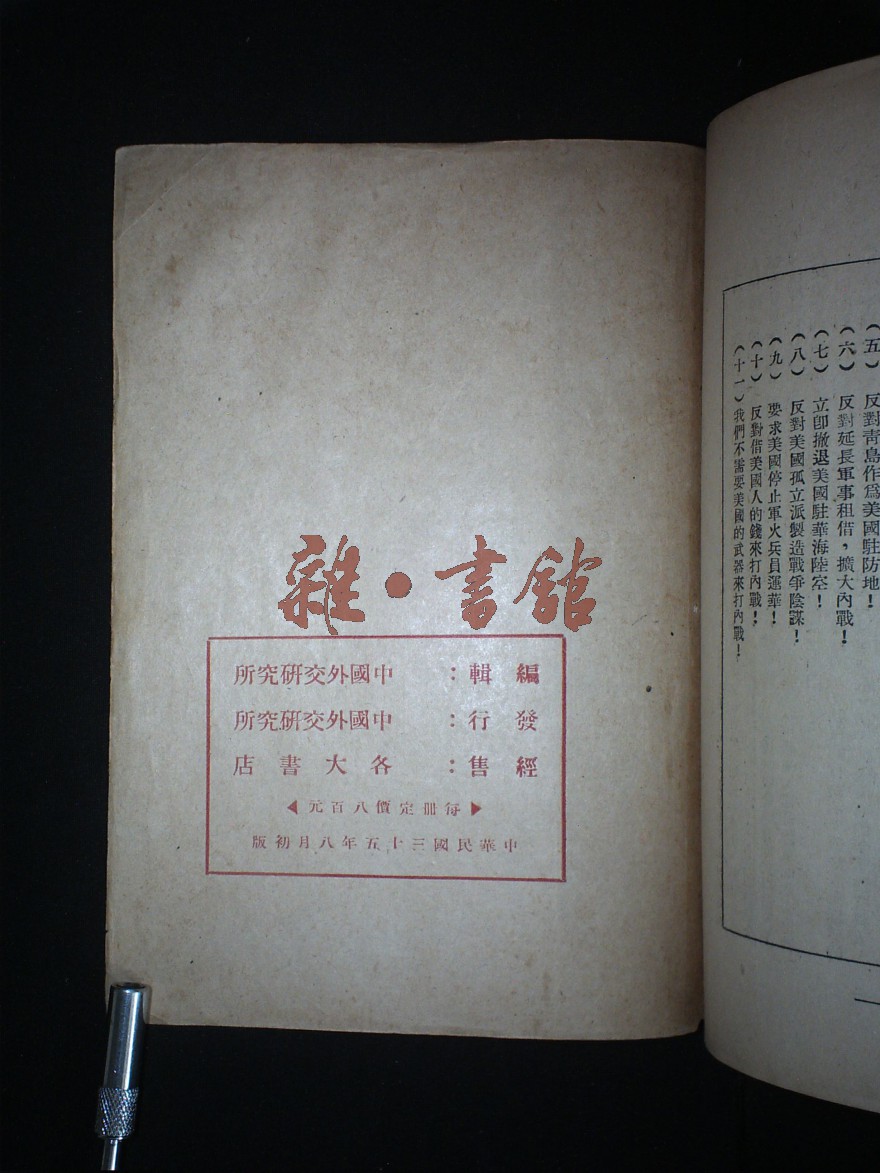 （五）反對青島作爲美國駐防地！
（六）反對延長軍事租借，擴大內戰！
（七）立卽撤退美國駐華海陸空！
（八）反對美國孤立派製造戰爭陰謀！
（九）要求美國停止軍火兵員運華！
（十）反對借美國人的錢來打內戰！
（十一）我們不需要美國的武器來打內戰！
雜·書館
編輯：中國外交硏究所
發行：中國外交硏究所
經售：各大書店
每冊定價八百元
中華民國三十五年八月初版